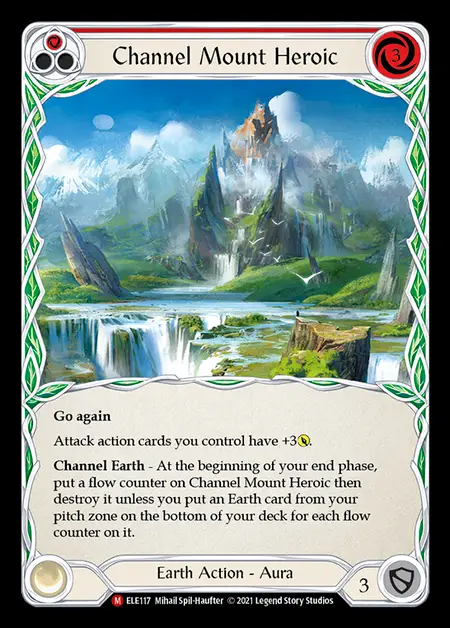 Channel Mount Heroic
3
Go again
Attack action cards you control have +3.
Channel Earth - At the beginning of your end phase,
put a flow counter on Channel Mount Heroic then
destroy it unless you put an Earth card from your
pitch zone on the bottom of your deck for each flow
counter on it.
Earth Action - Aura
3
M ELE117 Mihail Spil-Haufter © 2021 Legend Story Studios